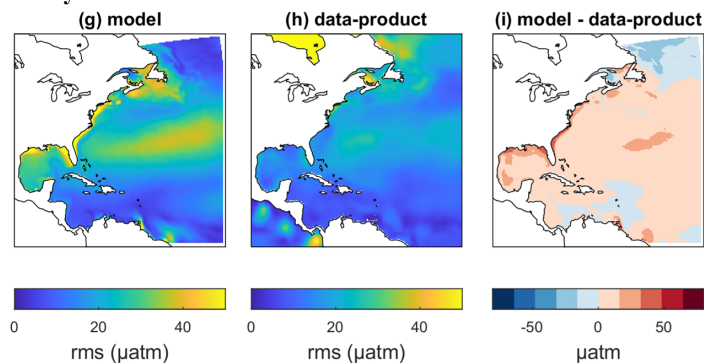 (g) model
(h) data-product
(i) model - data-product
0 20 40
0 20 40
-50 0 50
rms (µatm)
rms (µatm)
µatm